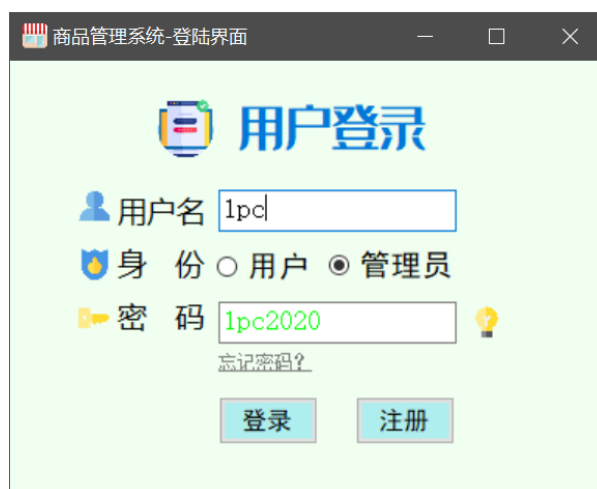 商品管理系统-登陆界面
用户登录
用户名 1pc
身 份 用户 管理员
密 码 1pc2020
忘记密码?
登录 注册